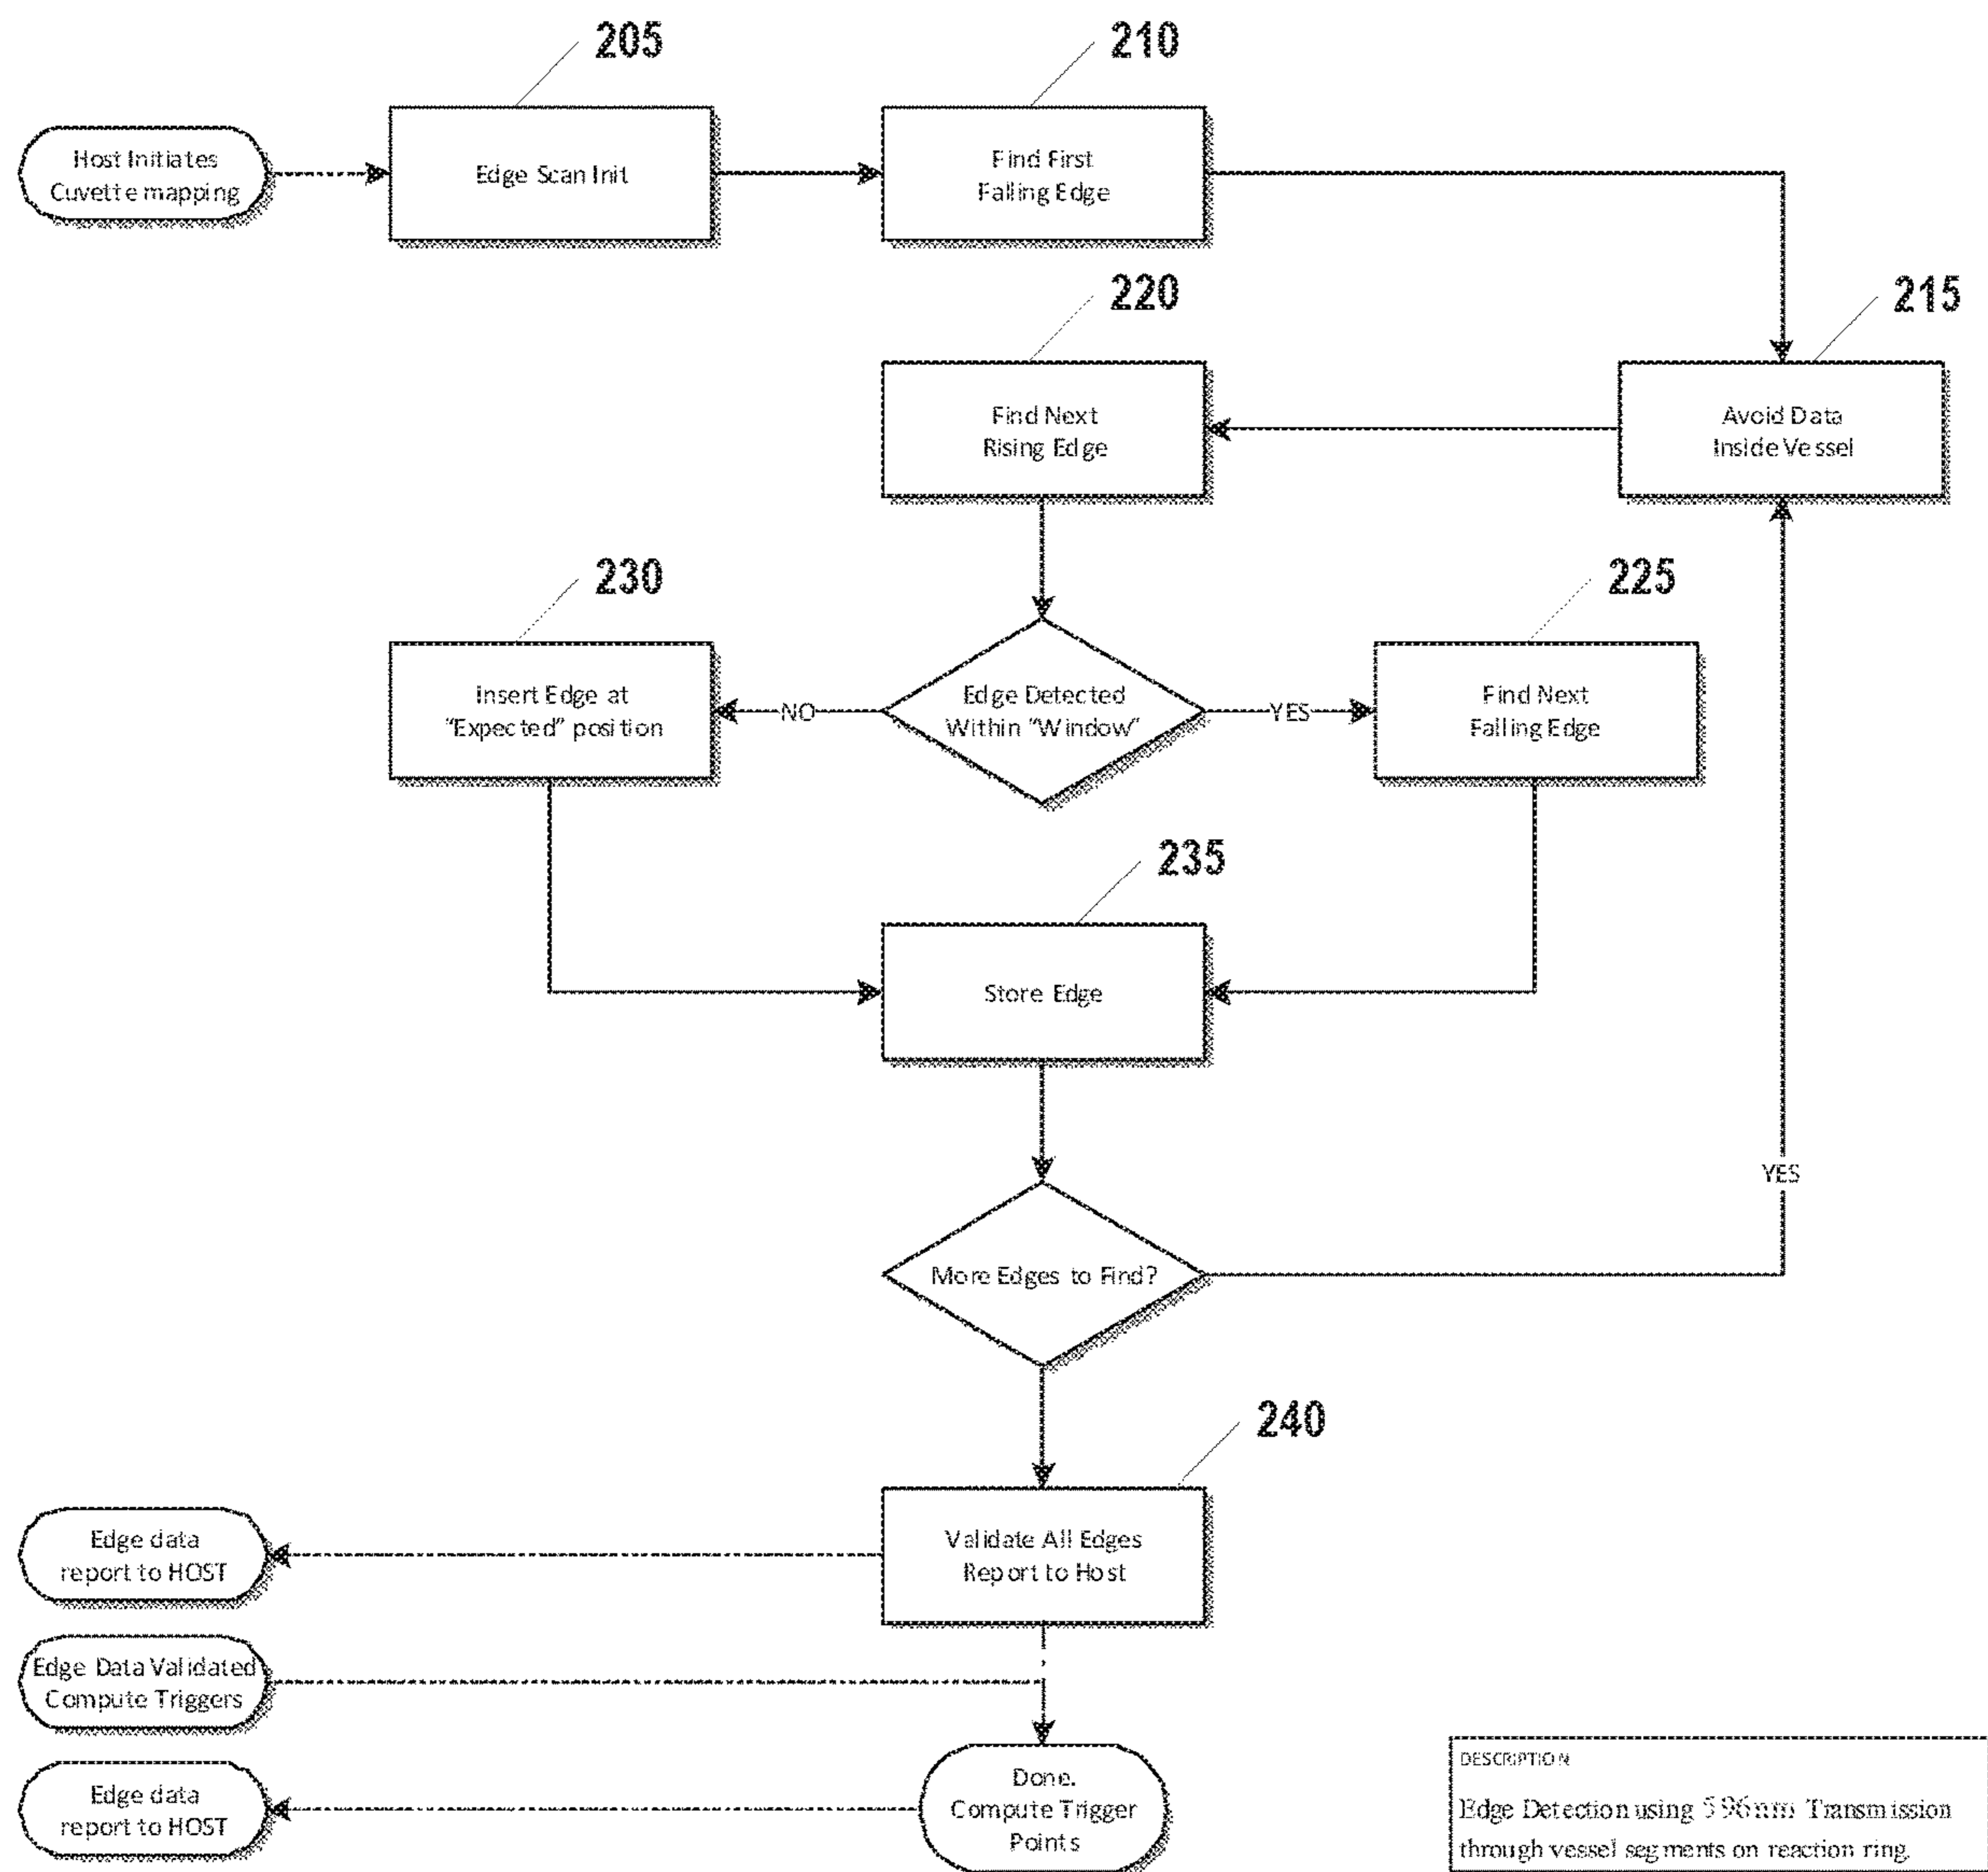 205
210
Host Initiates
Cuvette mapping
Edge Scan Init
Find First
Falling Edge
220
215
Find Next
Rising Edge
Avoid Data
Inside Vessel
230
225
Insert Edge at
"Expected" position
NO
Edge Detected
Within "Window"
YES
Find Next
Falling Edge
235
Store Edge
YES
More Edges to Find?
240
Edge data
report to HOST
Validate All Edges
Report to Host
Edge Data Validated
Compute Triggers
Edge data
report to HOST
Done.
Compute Trigger
Points
DESCRIPTION
Edge Detection using 596nm Transmission
through vessel segments on reaction ring.